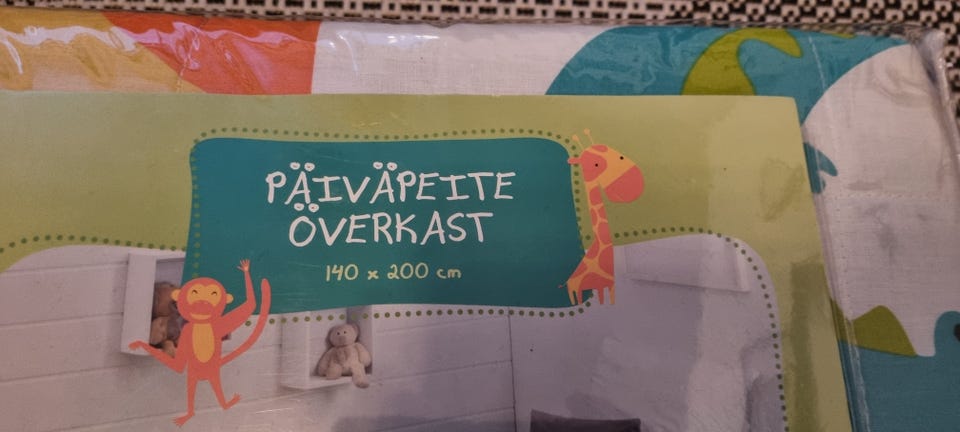 PÄIVÄPEITE
ÖVERKAST
140 x 200 cm